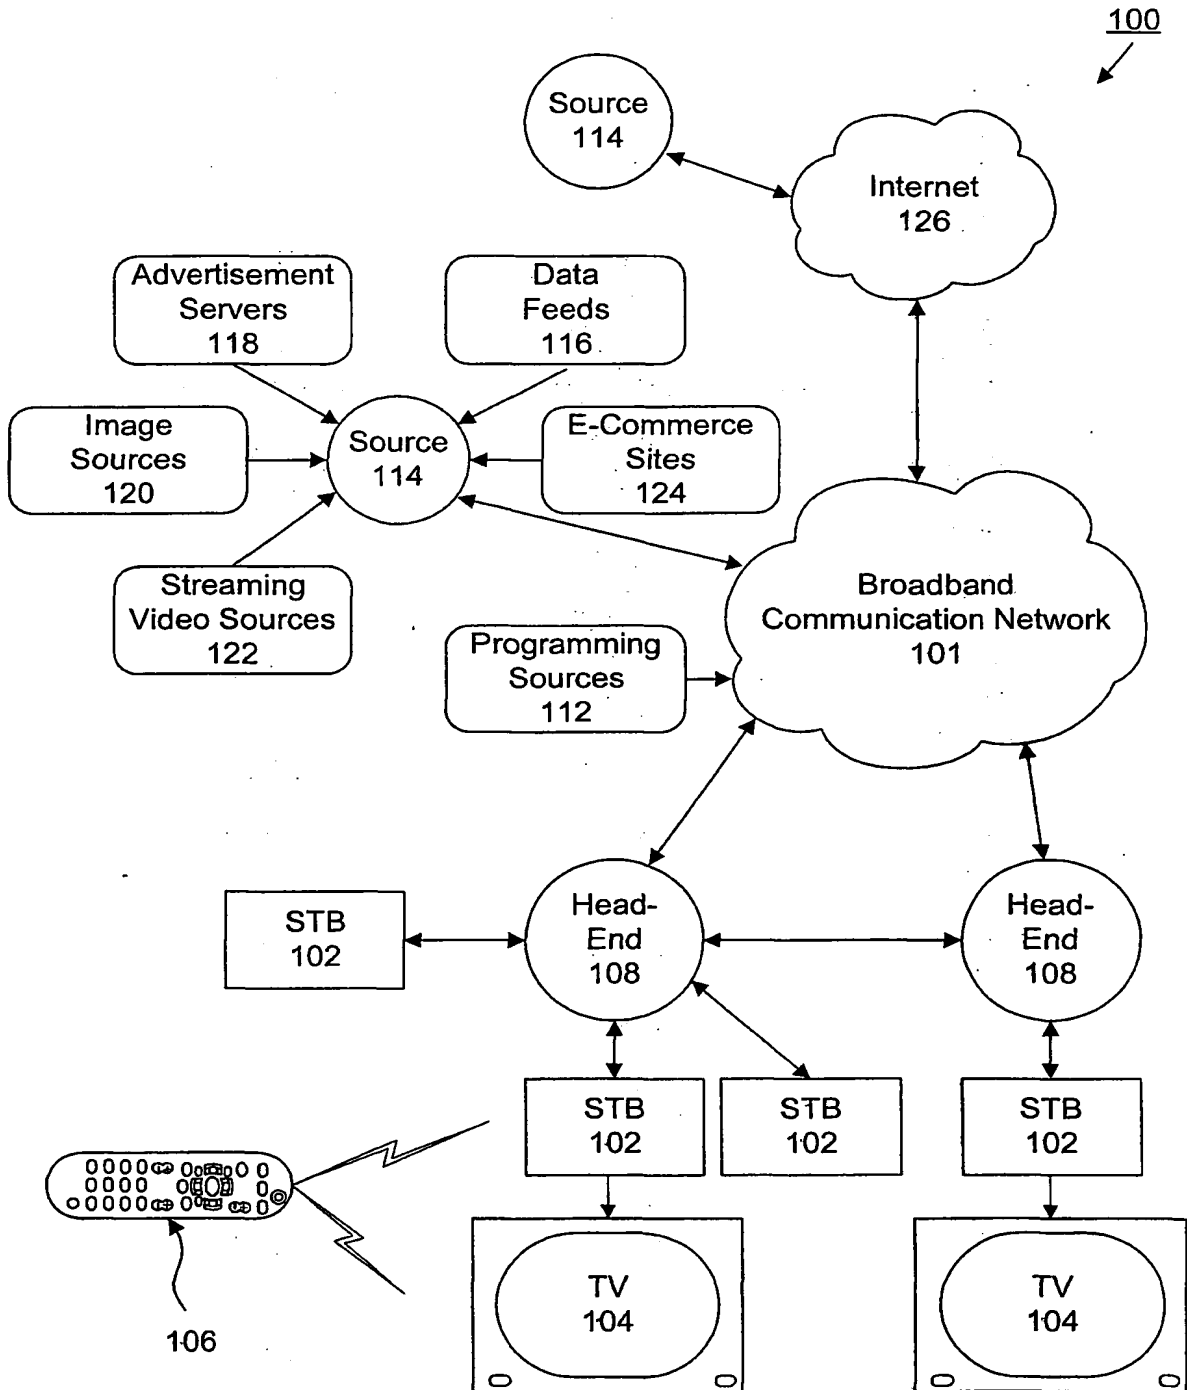 100
Source
114
Internet
126
Advertisement
Servers
118
Data
Feeds
116
Image
Sources
120
Source
114
E-Commerce
Sites
124
Streaming
Video Sources
122
Broadband
Communication Network
101
Programming
Sources
112
STB
102
Head-
End
108
Head-
End
108
STB
102
STB
102
STB
102
TV
104
TV
104
106